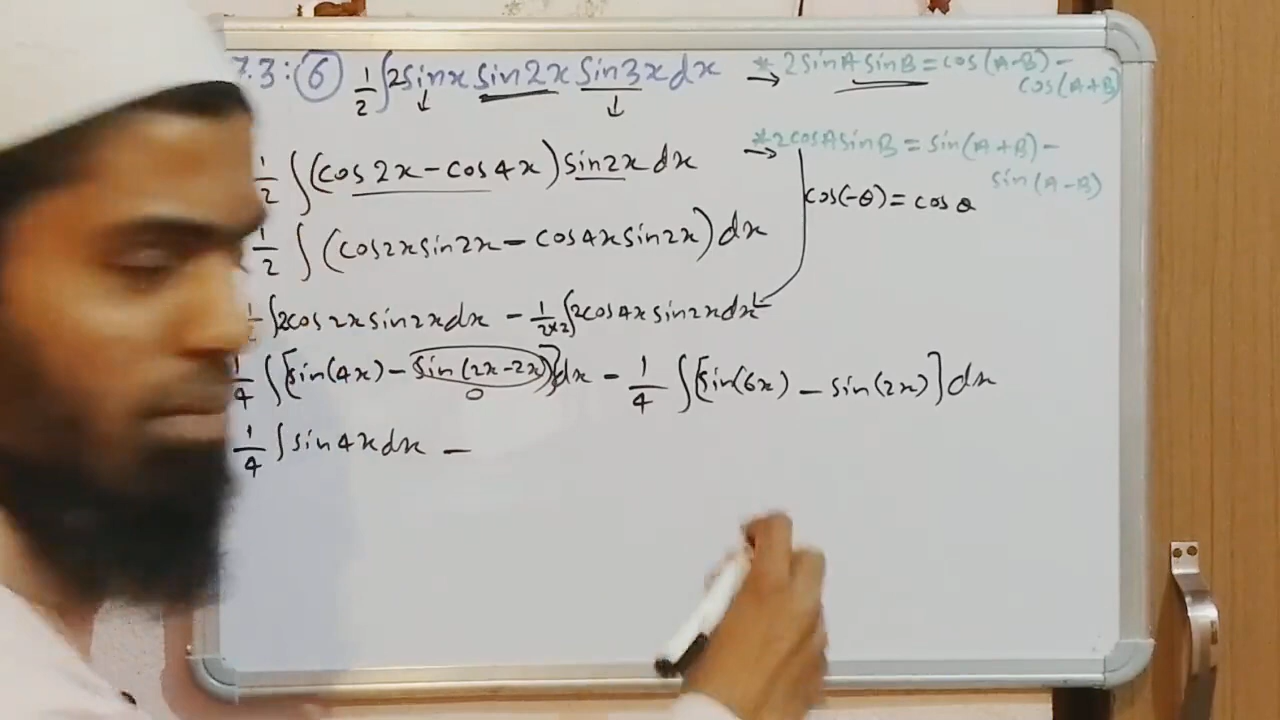 7.3: 6 1/2 ∫2sinx sin2x sin3x dx → * 2sinA sinB = cos(A-B) -
cos(A+B)
1/2 ∫(cos2x - cos4x) sin2x dx → * 2cosA sinB = sin(A+B) -
sin(A-B)
cos(-θ) = cos θ
1/2 ∫(cos2x sin2x - cos4x sin2x) dx
∫2cos2x sin2x dx - 1/2×2 ∫2cos4x sin2x dx
1/4 ∫[sin(4x) - sin(2x-2x)]dx - 1/4 ∫[sin(6x) - sin(2x)] dx
0
1/4 ∫ sin4x dx -